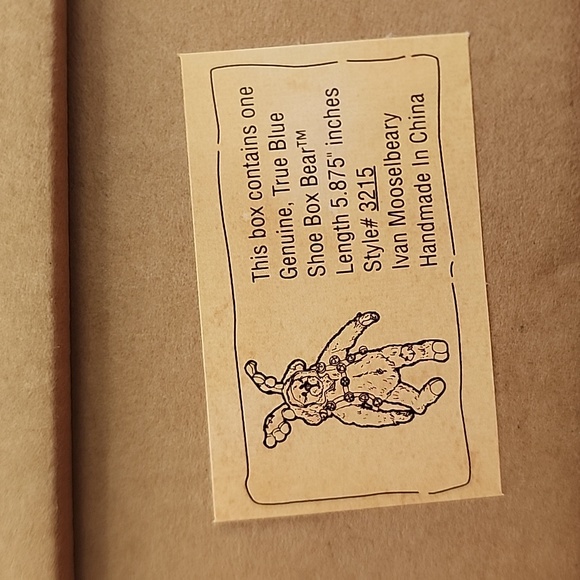 This box contains one
Genuine, True Blue
Shoe Box Bear™
Length 5.875" inches
Style# 3215
Ivan Mooselbeary
Handmade In China